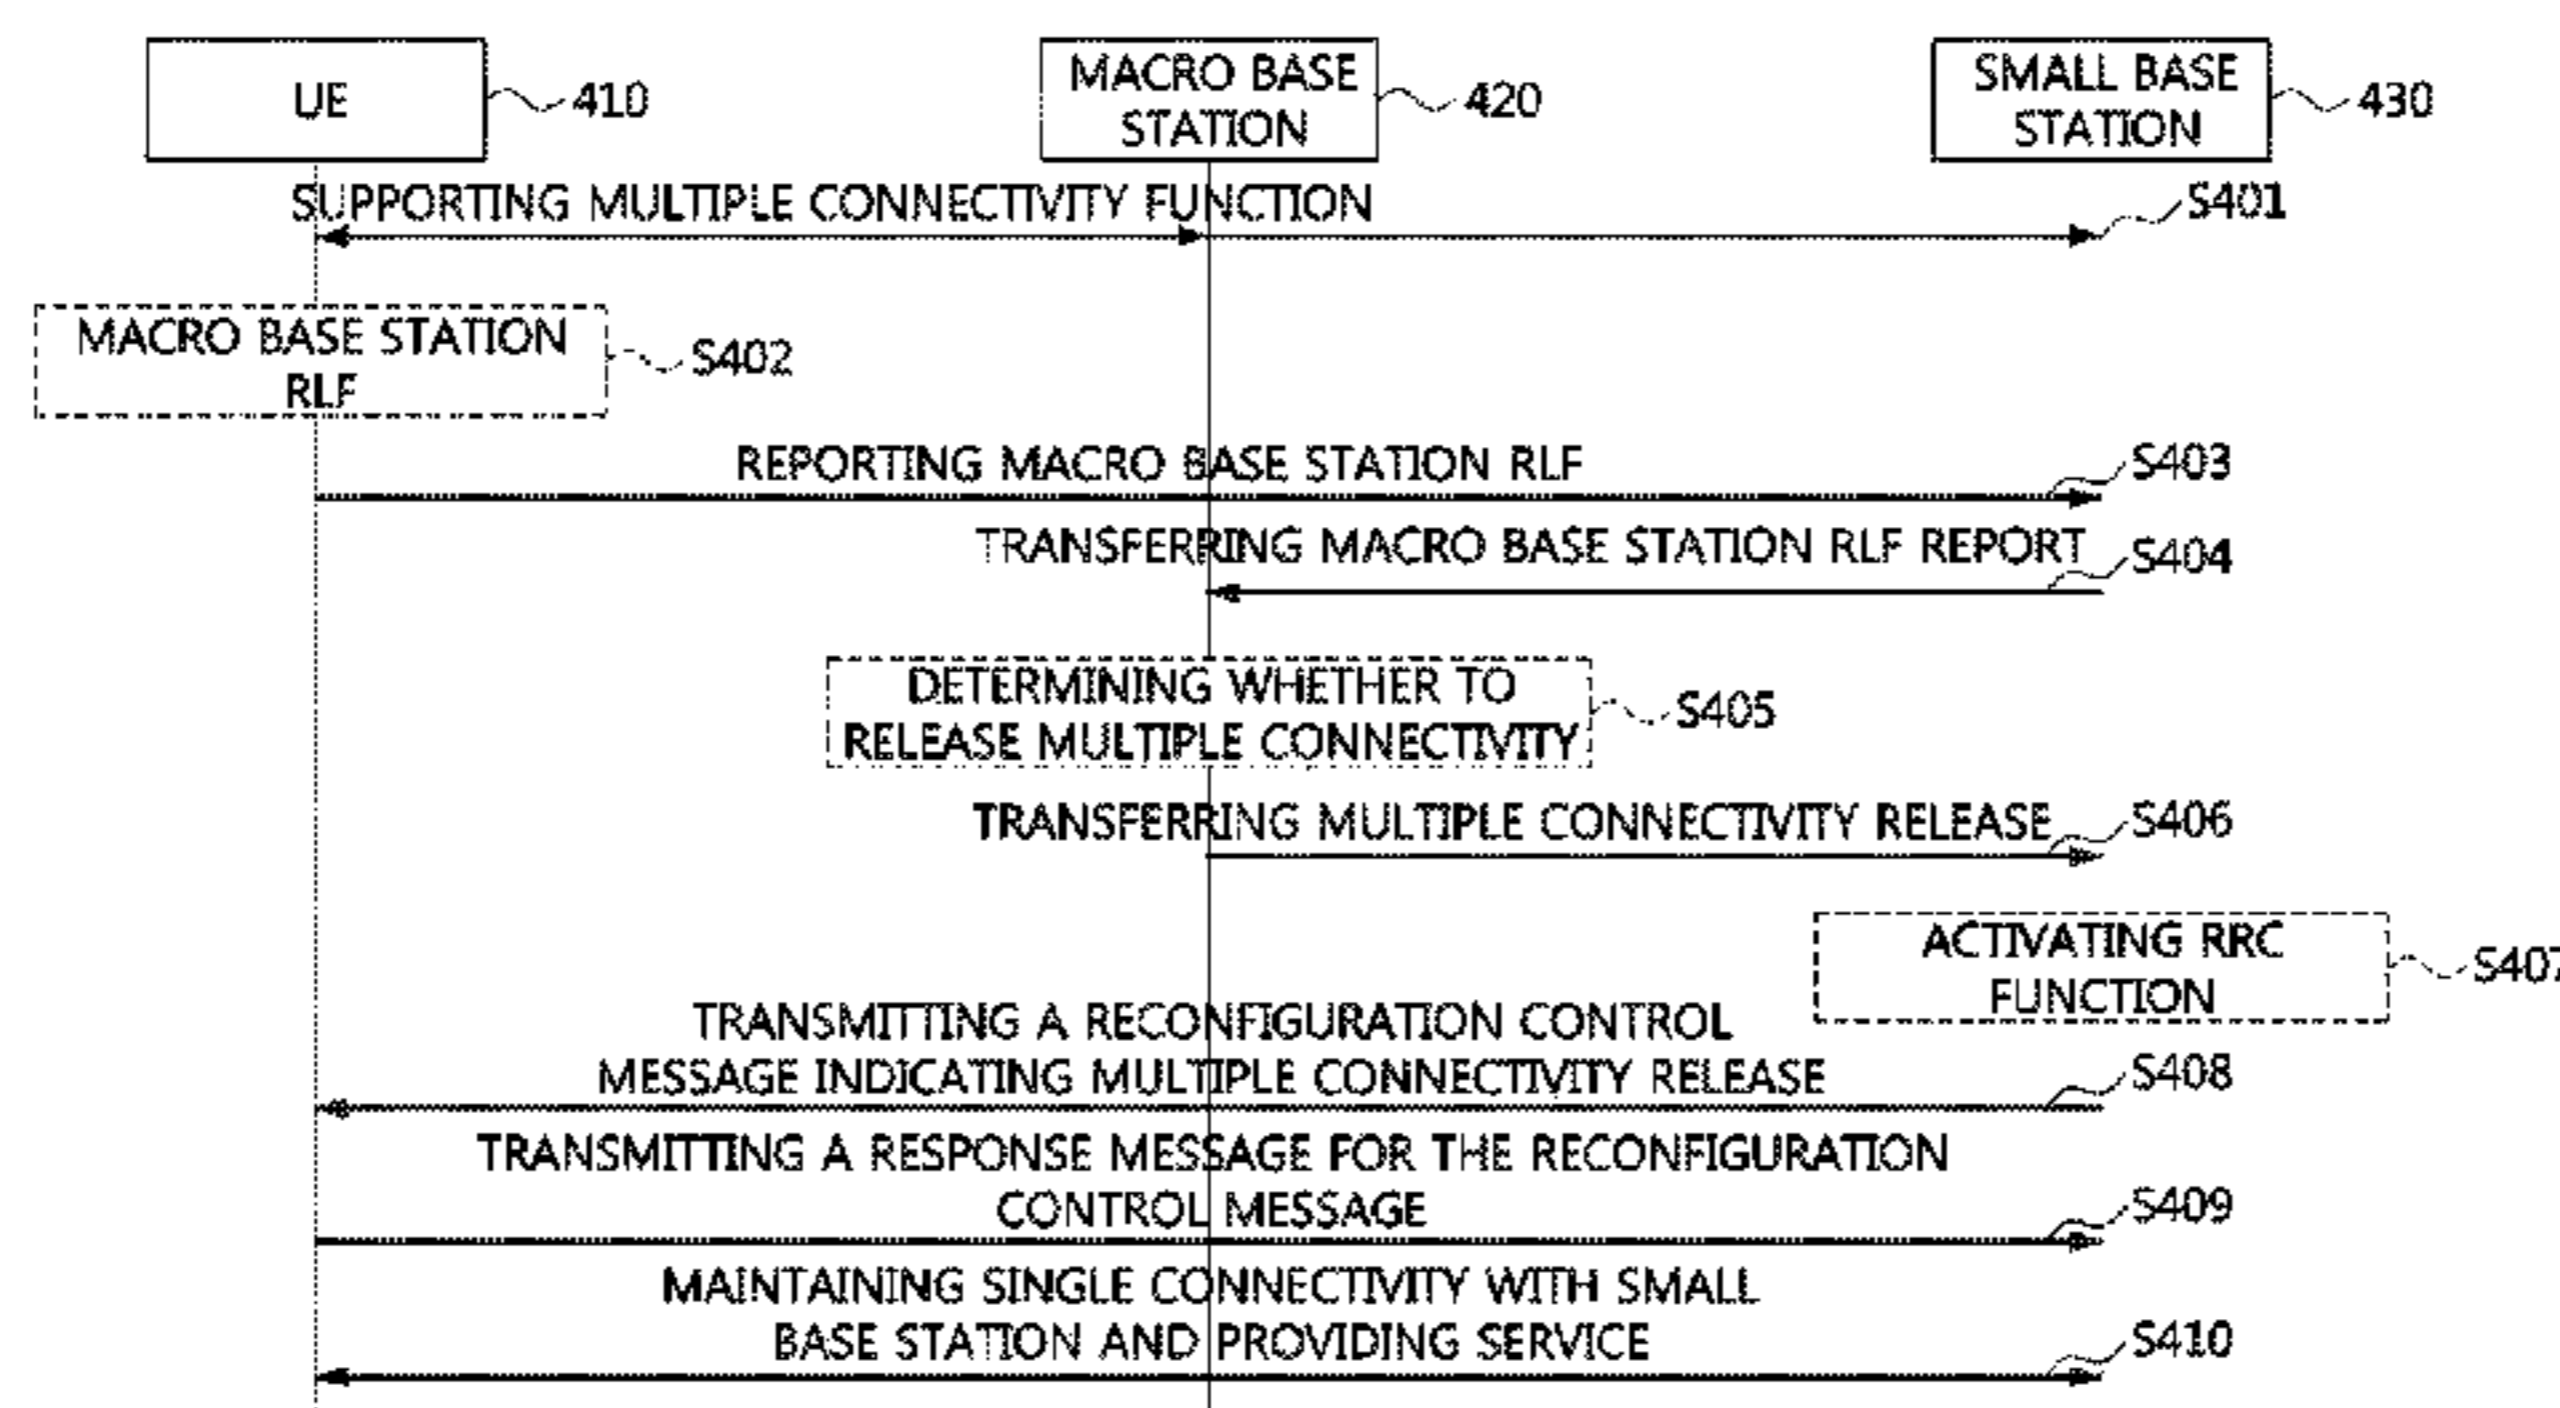 UE
410
MACRO BASE
STATION
420
SMALL BASE
STATION
430
SUPPORTING MULTIPLE CONNECTIVITY FUNCTION
S401
MACRO BASE STATION
RLF
S402
REPORTING MACRO BASE STATION RLF
S403
TRANSFERRING MACRO BASE STATION RLF REPORT
S404
DETERMINING WHETHER TO
RELEASE MULTIPLE CONNECTIVITY
S405
TRANSFERRING MULTIPLE CONNECTIVITY RELEASE
S406
ACTIVATING RRC
FUNCTION
S407
TRANSMITTING A RECONFIGURATION CONTROL
MESSAGE INDICATING MULTIPLE CONNECTIVITY RELEASE
S408
TRANSMITTING A RESPONSE MESSAGE FOR THE RECONFIGURATION
CONTROL MESSAGE
S409
MAINTAINING SINGLE CONNECTIVITY WITH SMALL
BASE STATION AND PROVIDING SERVICE
S410